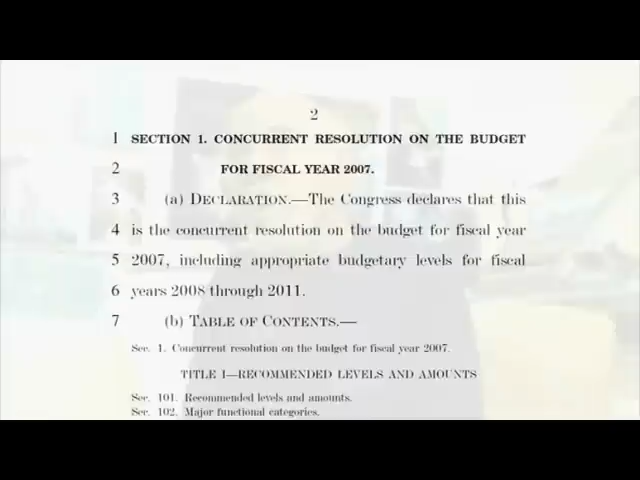 2
1 SECTION 1. CONCURRENT RESOLUTION ON THE BUDGET
2 FOR FISCAL YEAR 2007.
3 (a) DECLARATION.—The Congress declares that this
4 is the concurrent resolution on the budget for fiscal year
5 2007, including appropriate budgetary levels for fiscal
6 years 2008 through 2011.
7 (b) TABLE OF CONTENTS.—
Sec. 1. Concurrent resolution on the budget for fiscal year 2007.
TITLE I—RECOMMENDED LEVELS AND AMOUNTS
Sec. 101. Recommended levels and amounts.
Sec. 102. Major functional categories.